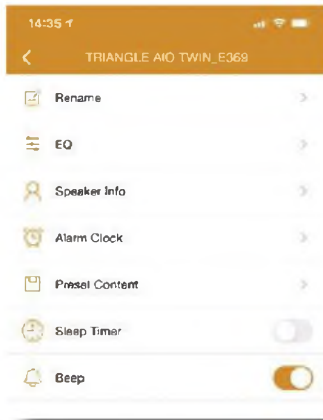 14:35
TRIANGLE AIO TWIN_E369
Rename
EQ
Speaker Info
Alarm Clock
Preset Content
Sleep Timer
Beep